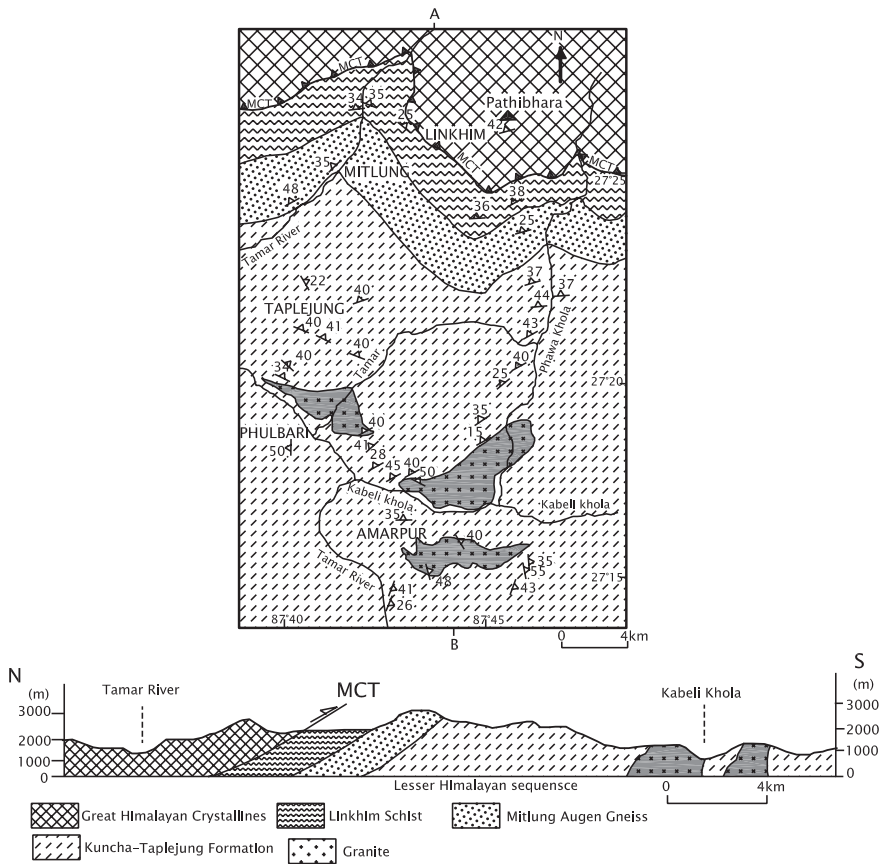 A
N
MCT
34 35
MCT
25
Pathibhara
42
LINKHIM
MCT
MCT
27°25
35
MITLUNG
48
38
36
25
Tamar River
22
40
37
37
TAPLEJUNG
44
40
41
43
Phawa Khola
40
Tamar
40
40
34
25
27°20
35
15
PHULBARI
40
41
50
28
45
40
50
Kabeli khola
Kabeli khola
35
AMARPUR
40
Tamar River
35
55
48
41
43
27°15
26
87°40
87°45
B
0 4km
N
S
(m)
Tamar River
MCT
Kabeli Khola
(m)
3000
2000
1000
0
3000
2000
1000
0
Lesser Himalayan sequensce
0 4km
Great Himalayan Crystallines
Linkhim Schist
Mitlung Augen Gneiss
Kuncha-Taplejung Formation
Granite